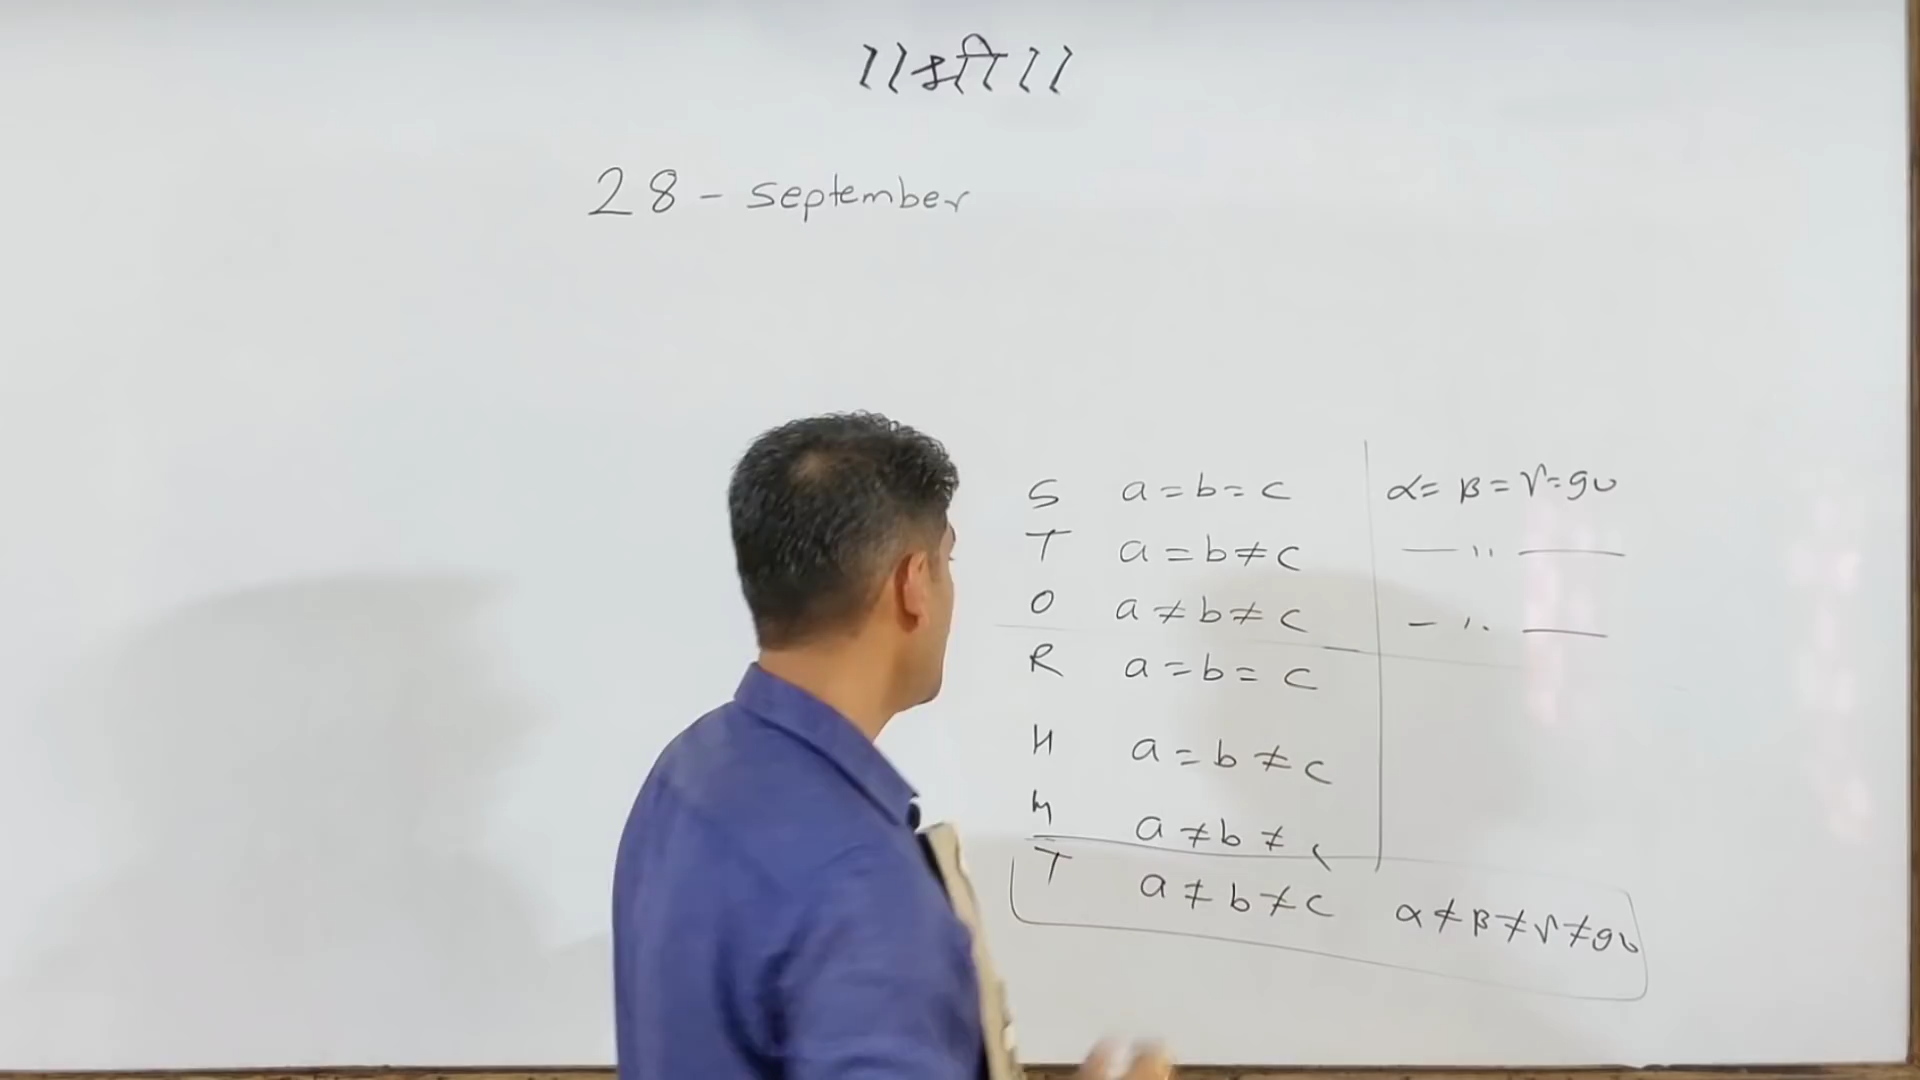 ।।श्री।।
28 - September
S a = b = c α = β = γ = 90
T a = b ≠ c — ,, —
O a ≠ b ≠ c — ,, —
R a = b = c
H a = b ≠ c
M a ≠ b ≠ c
T a ≠ b ≠ c α ≠ β ≠ γ ≠ 90